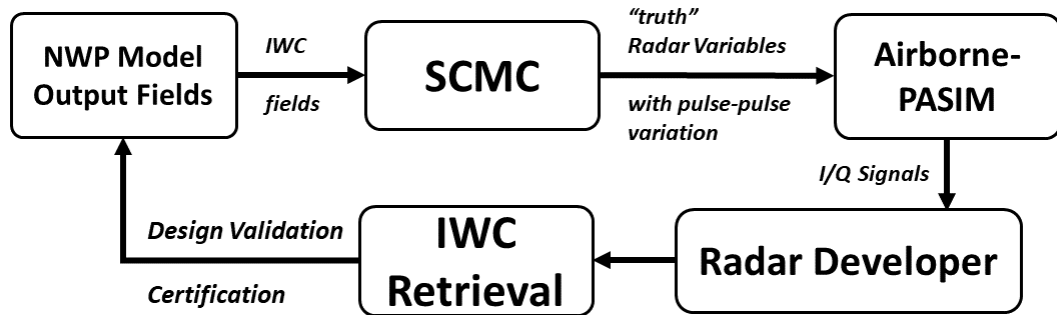 NWP Model
Output Fields
IWC
fields
SCMC
“truth”
Radar Variables
with pulse-pulse
variation
Airborne-
PASIM
I/Q Signals
Radar Developer
IWC
Retrieval
Design Validation
Certification